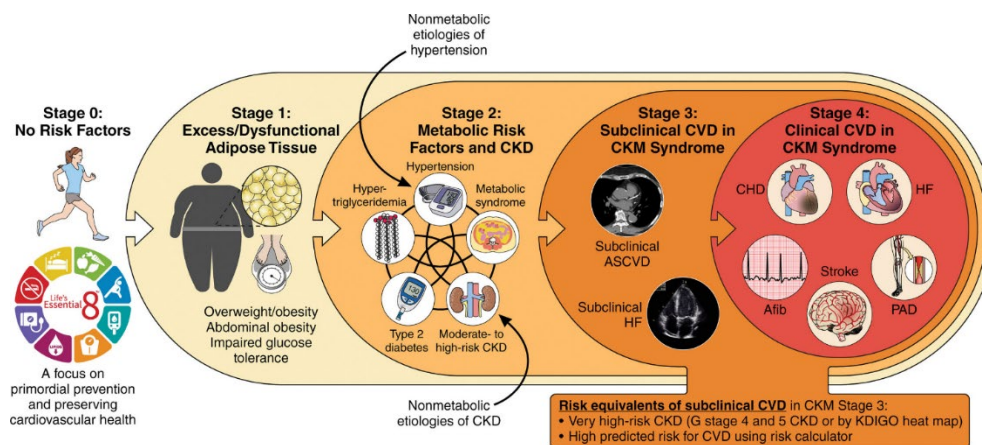 Nonmetabolic
etiologies of
hypertension
Stage 0:
No Risk Factors
Life's
Essential 8
A focus on
primordial prevention
and preserving
cardiovascular health
Stage 1:
Excess/Dysfunctional
Adipose Tissue
Overweight/obesity
Abdominal obesity
Impaired glucose
tolerance
Stage 2:
Metabolic Risk
Factors and CKD
Hypertension
Hyper-
triglyceridemia
Metabolic
syndrome
130
Type 2
diabetes
Moderate- to
high-risk CKD
Nonmetabolic
etiologies of CKD
Stage 3:
Subclinical CVD in
CKM Syndrome
Subclinical
ASCVD
Subclinical
HF
Stage 4:
Clinical CVD in
CKM Syndrome
CHD
HF
Afib
Stroke
PAD
Risk equivalents of subclinical CVD in CKM Stage 3:
• Very high-risk CKD (G stage 4 and 5 CKD or by KDIGO heat map)
• High predicted risk for CVD using risk calculator